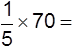 1/5 × 70 =